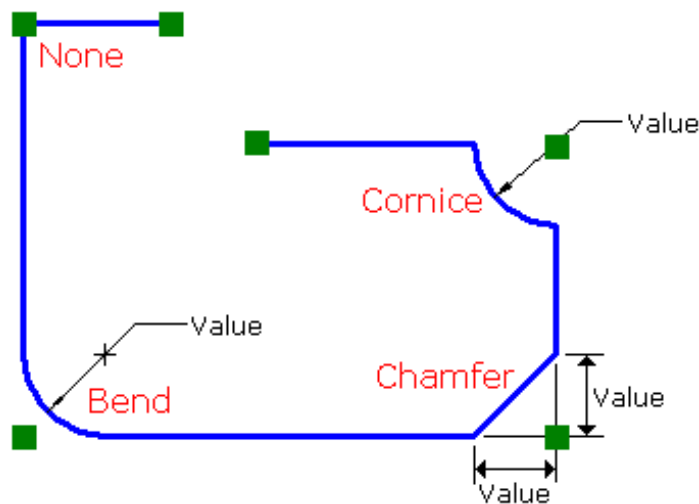 None
Value
Cornice
Value
Chamfer
Bend
Value
Value